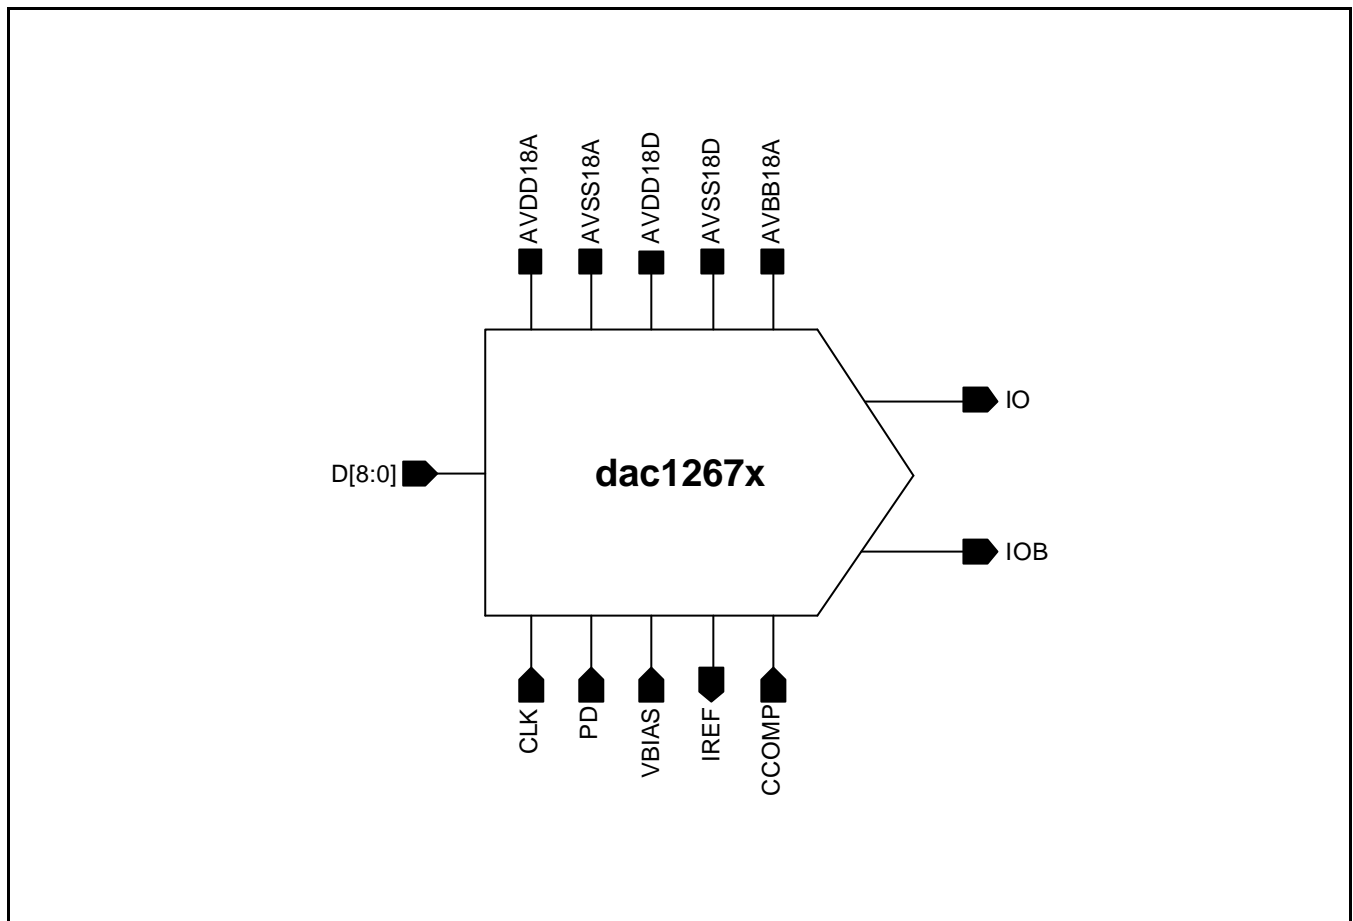 AVDD18A
AVSS18A
AVDD18D
AVSS18D
AVBB18A
IO
D[8:0]
dac1267x
IOB
CLK
PD
VBIAS
IREF
CCOMP